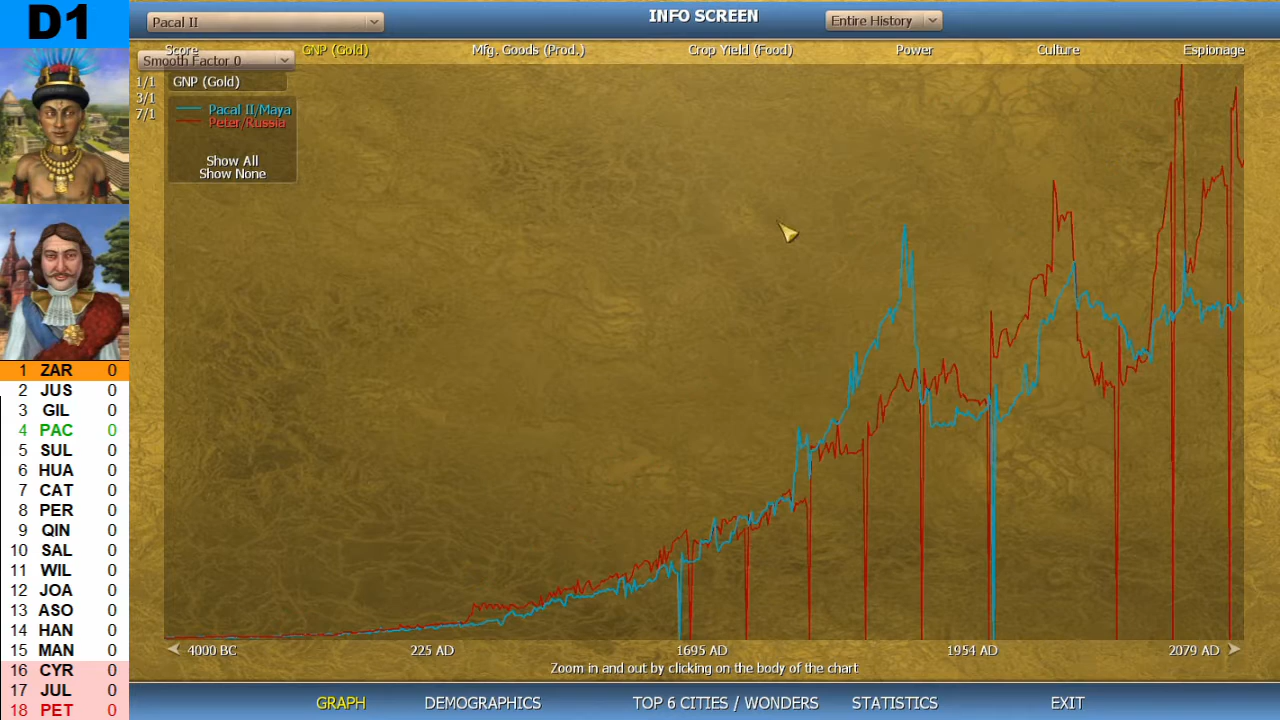 D1
Pacal II
INFO SCREEN
Entire History
Score
GNP (Gold)
Mfg. Goods (Prod.)
Crop Yield (Food)
Power
Culture
Espionage
Smooth Factor 0
1/1
3/1
7/1
GNP (Gold)
Pacal II/Maya
Peter/Russia
Show All
Show None
1 ZAR 0
2 JUS 0
3 GIL 0
4 PAC 0
5 SUL 0
6 HUA 0
7 CAT 0
8 PER 0
9 QIN 0
10 SAL 0
11 WIL 0
12 JOA 0
13 ASO 0
14 HAN 0
15 MAN 0
16 CYR 0
17 JUL 0
18 PET 0
4000 BC
225 AD
1695 AD
1954 AD
2079 AD
Zoom in and out by clicking on the body of the chart
GRAPH
DEMOGRAPHICS
TOP 6 CITIES / WONDERS
STATISTICS
EXIT